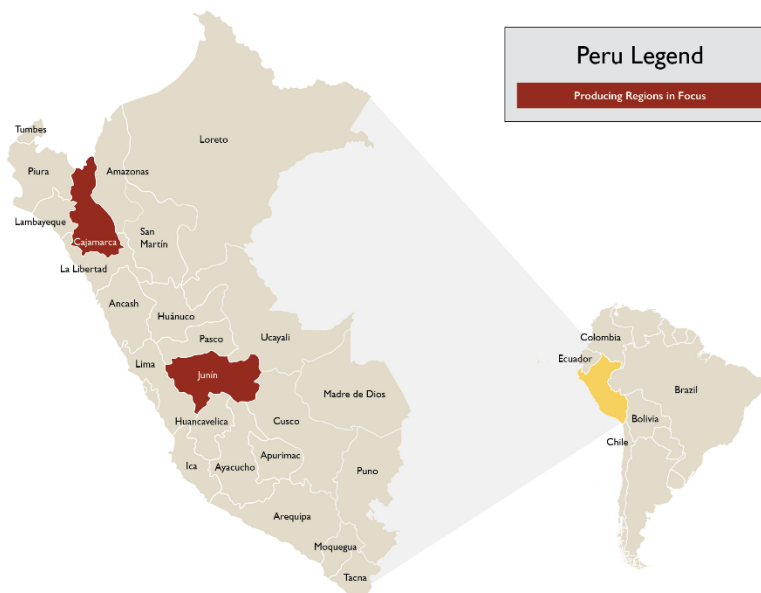 Peru Legend
Producing Regions in Focus
Tumbes
Loreto
Piura
Amazonas
Lambayeque
San
Martín
Cajamarca
La Libertad
Ancash
Huánuco
Pasco
Ucayali
Lima
Junín
Madre de Dios
Huancavelica
Cusco
Ica
Ayacucho
Apurimac
Puno
Arequipa
Moquegua
Tacna
Colombia
Ecuador
Brazil
Bolivia
Chile